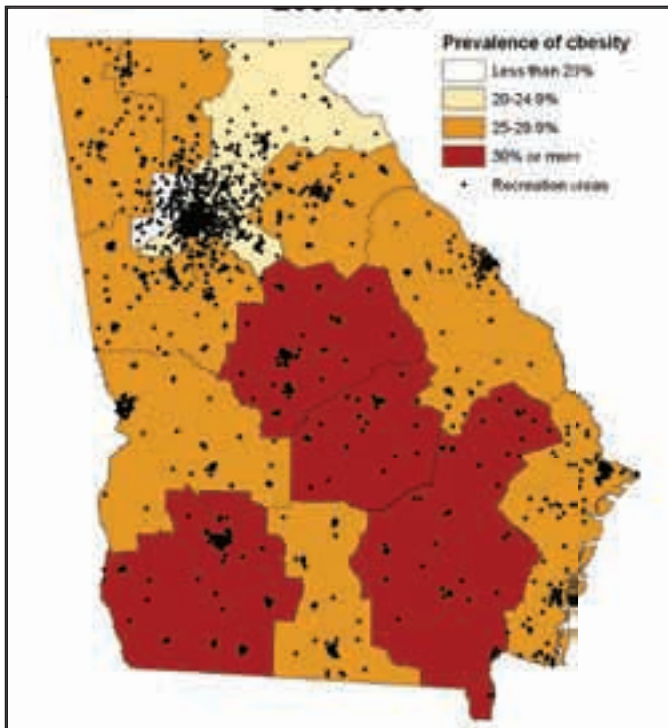 Prevalence of obesity
Less than 20%
20-24.9%
25-29.9%
30% or more
Recreation areas